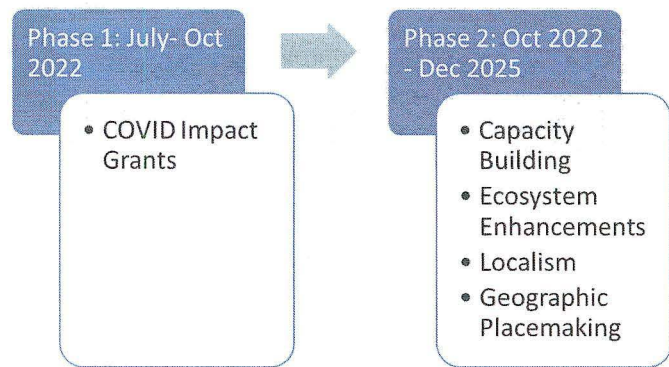 Phase 1: July- Oct
2022
• COVID Impact
Grants
Phase 2: Oct 2022
- Dec 2025
• Capacity
Building
• Ecosystem
Enhancements
• Localism
• Geographic
Placemaking